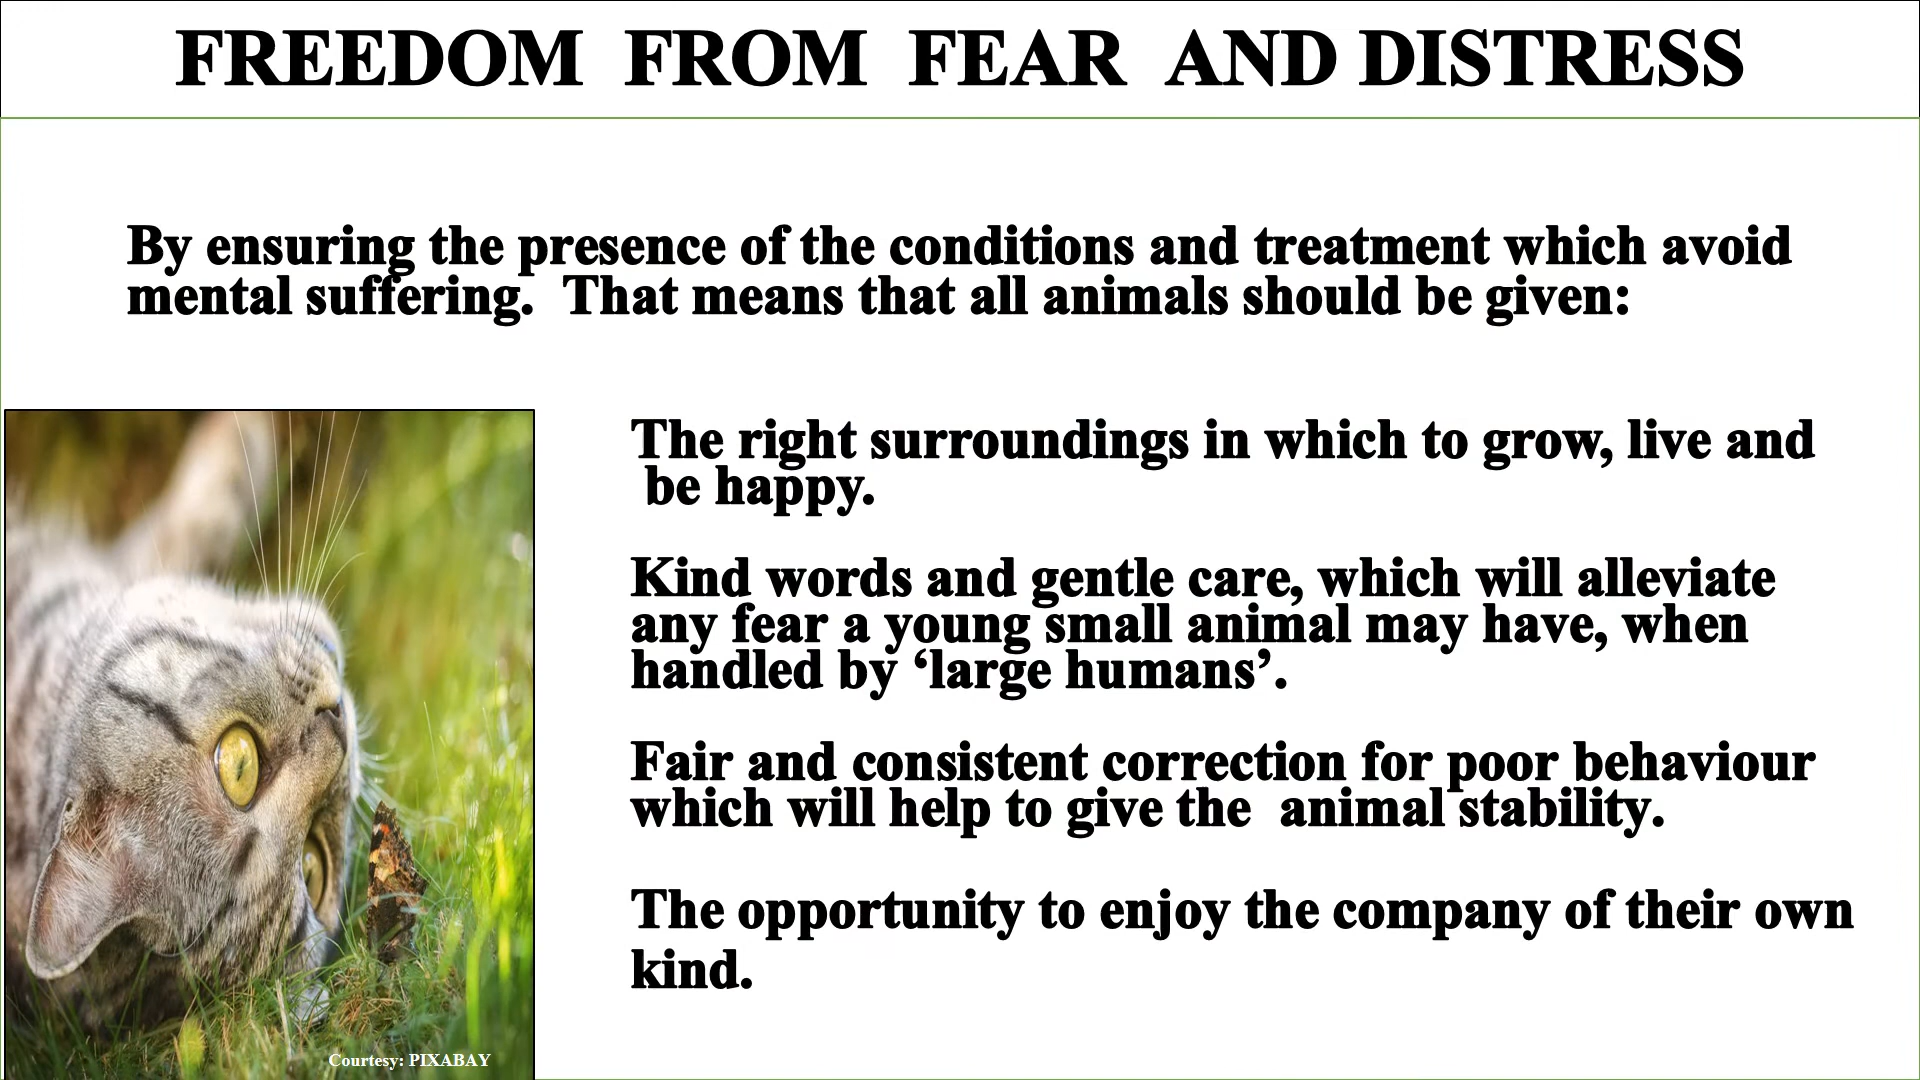 FREEDOM FROM FEAR AND DISTRESS
By ensuring the presence of the conditions and treatment which avoid
mental suffering. That means that all animals should be given:
The right surroundings in which to grow, live and
be happy.
Kind words and gentle care, which will alleviate
any fear a young small animal may have, when
handled by ‘large humans’.
Fair and consistent correction for poor behaviour
which will help to give the animal stability.
The opportunity to enjoy the company of their own
kind.
Courtesy: PIXABAY